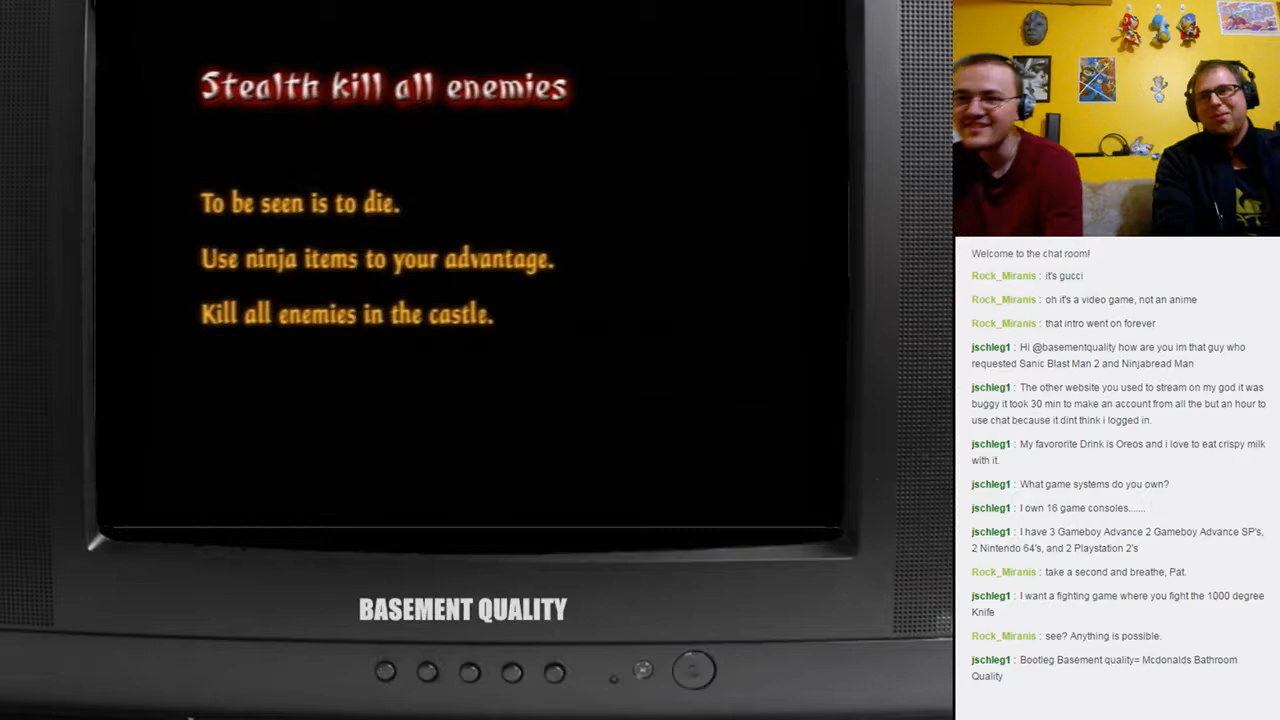 Stealth kill all enemies
To be seen is to die.
Use ninja items to your advantage.
Kill all enemies in the castle.
BASEMENT QUALITY
Welcome to the chat room!
Rock_Miranis : it's gucci
Rock_Miranis : oh it's a video game, not an anime
Rock_Miranis : that intro went on forever
jschleg1 : Hi @basementquality how are you im that guy who
requested Sanic Blast Man 2 and Ninjabread Man
jschleg1 : The other website you used to stream on my god it was
buggy it took 30 min to make an account from all the but an hour to
use chat because it dint think i logged in.
jschleg1 : My favororite Drink is Oreos and i love to eat crispy milk
with it.
jschleg1 : What game systems do you own?
jschleg1 : I own 16 game consoles.......
jschleg1 : I have 3 Gameboy Advance 2 Gameboy Advance SP's,
2 Nintendo 64's, and 2 Playstation 2's
Rock_Miranis : take a second and breathe, Pat.
jschleg1 : I want a fighting game where you fight the 1000 degree
Knife
Rock_Miranis : see? Anything is possible.
jschleg1 : Bootleg Basement quality= Mcdonalds Bathroom
Quality